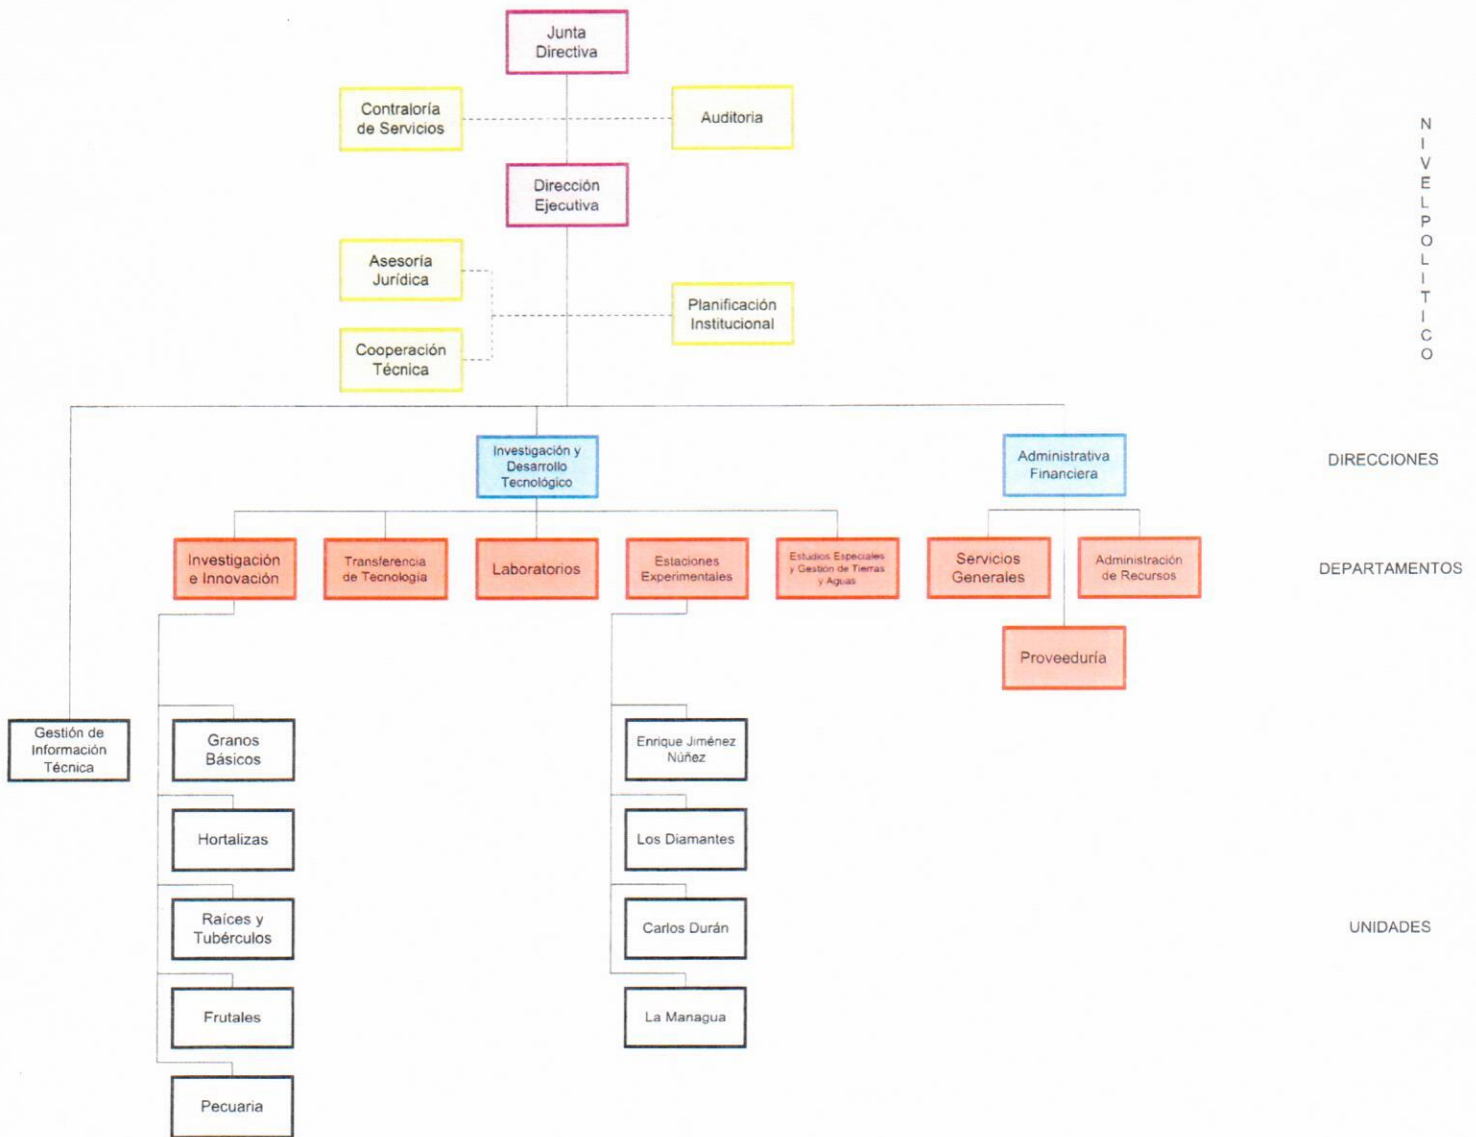 Junta
Directiva
Contraloría
de Servicios
Auditoria
Dirección
Ejecutiva
Asesoría
Jurídica
Planificación
Institucional
Cooperación
Técnica
NIVELPOLITICO
Investigación y
Desarrollo
Tecnológico
Administrativa
Financiera
DIRECCIONES
Investigación
e Innovación
Transferencia
de Tecnología
Laboratorios
Estaciones
Experimentales
Estudios Especiales
y Gestión de Tierras
y Aguas
Servicios
Generales
Administración
de Recursos
DEPARTAMENTOS
Proveeduría
Gestión de
Información
Técnica
Granos
Básicos
Enrique Jiménez
Núñez
Hortalizas
Los Diamantes
Raíces y
Tubérculos
Carlos Durán
UNIDADES
Frutales
La Managua
Pecuaria